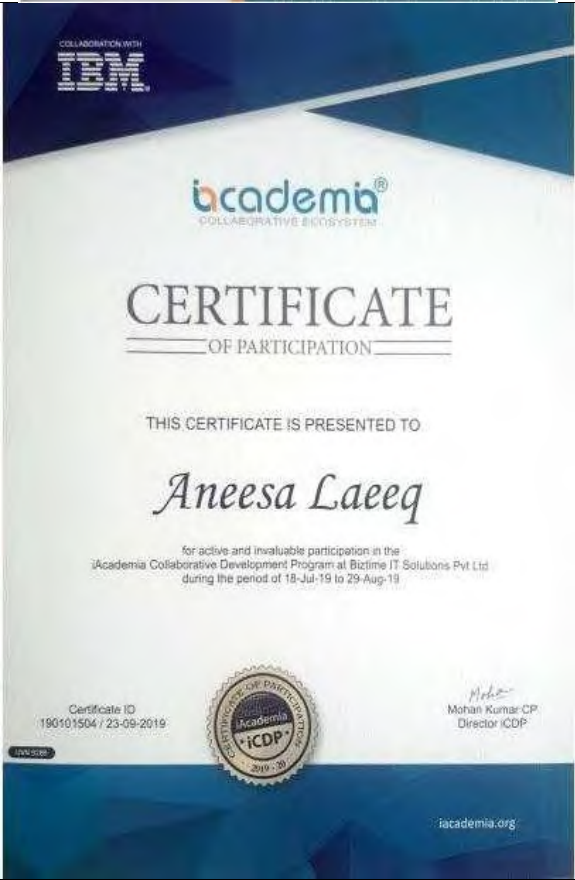 COLLABORATION WITH
IBM®
iacademia®
COLLABORATIVE ECOSYSTEM
CERTIFICATE
OF PARTICIPATION
THIS CERTIFICATE IS PRESENTED TO
Aneesa Laeeq
for active and invaluable participation in the
iAcademia Collaborative Development Program at Biztime IT Solutions Pvt Ltd
during the period of 18-Jul-19 to 29-Aug-19
CERTIFICATE OF PARTICIPATION
iAcademia
• iCDP •
2019 - 20
Certificate ID
190101504 / 23-09-2019
Moha
Mohan Kumar CP
Director iCDP
iacademia.org